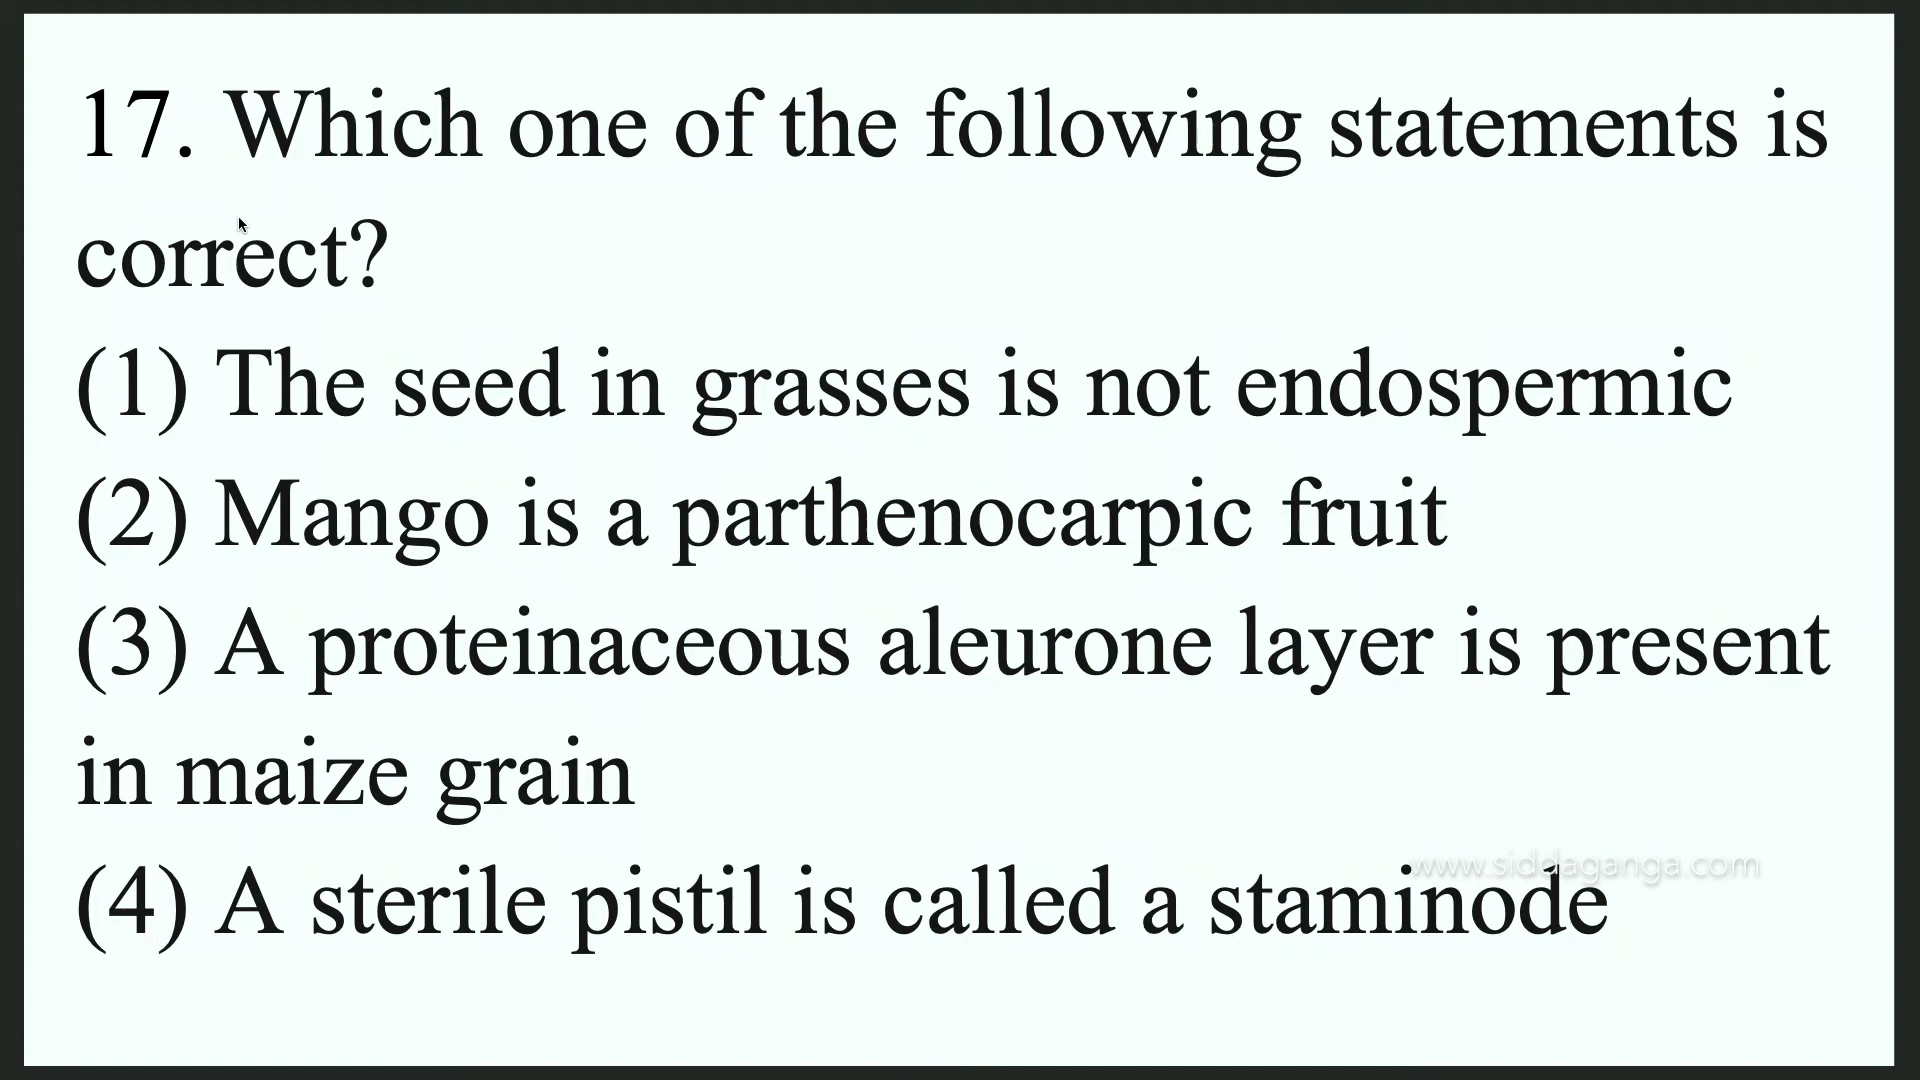 17. Which one of the following statements is
correct?
(1) The seed in grasses is not endospermic
(2) Mango is a parthenocarpic fruit
(3) A proteinaceous aleurone layer is present
in maize grain
www.siddaganga.com
(4) A sterile pistil is called a staminode